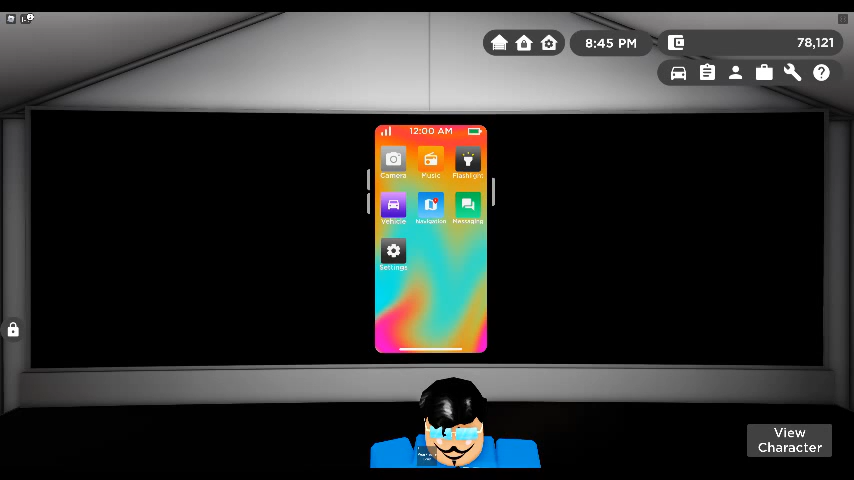 8:45 PM
78,121
12:00 AM
Camera
Music
Flashlight
Vehicle
Navigation
Messaging
Settings
View
Character